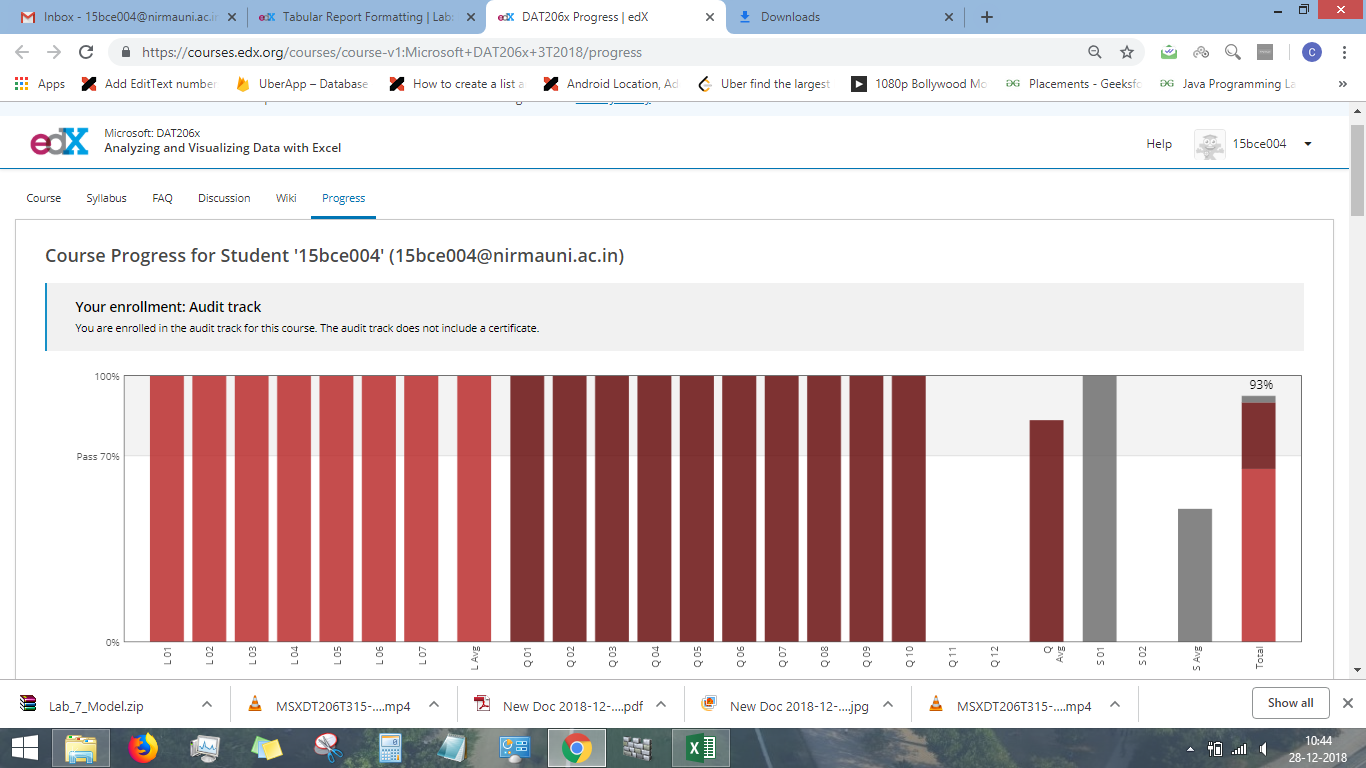 Inbox - 15bce004@nirmauni.ac.i
Tabular Report Formatting | Lab:
DAT206x Progress | edX
Downloads
https://courses.edx.org/courses/course-v1:Microsoft+DAT206x+3T2018/progress
C
Apps
Add EditText number
UberApp – Database
How to create a list a
Android Location, Ad
Uber find the largest
1080p Bollywood Mo
Placements - Geeksfo
Java Programming La
»
edX
Microsoft: DAT206x
Analyzing and Visualizing Data with Excel
Help
15bce004
Course
Syllabus
FAQ
Discussion
Wiki
Progress
Course Progress for Student '15bce004' (15bce004@nirmauni.ac.in)
Your enrollment: Audit track
You are enrolled in the audit track for this course. The audit track does not include a certificate.
100%
Pass 70%
0%
93%
L 01
L 02
L 03
L 04
L 05
L 06
L 07
L Avg
Q 01
Q 02
Q 03
Q 04
Q 05
Q 06
Q 07
Q 08
Q 09
Q 10
Q 11
Q 12
Q
Avg
S 01
S 02
S Avg
Total
Lab_7_Model.zip
MSXDT206T315-....mp4
New Doc 2018-12-....pdf
New Doc 2018-12-....jpg
MSXDT206T315-....mp4
Show all
10:44
28-12-2018